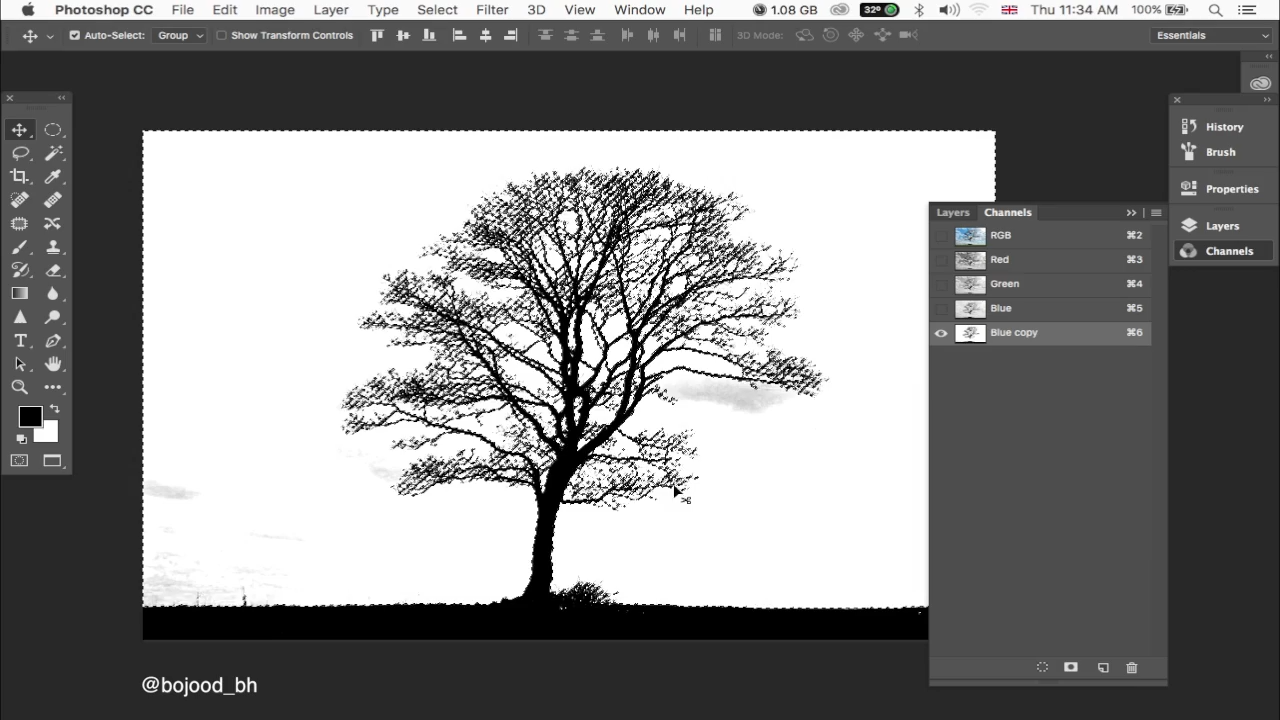 Photoshop CC File Edit Image Layer Type Select Filter 3D View Window Help 1.08 GB 32° Thu 11:34 AM 100%
Auto-Select: Group Show Transform Controls 3D Mode: Essentials
History
Brush
Properties
Layers
Channels
Layers Channels
RGB ⌘2
Red ⌘3
Green ⌘4
Blue ⌘5
Blue copy ⌘6
@bojood_bh